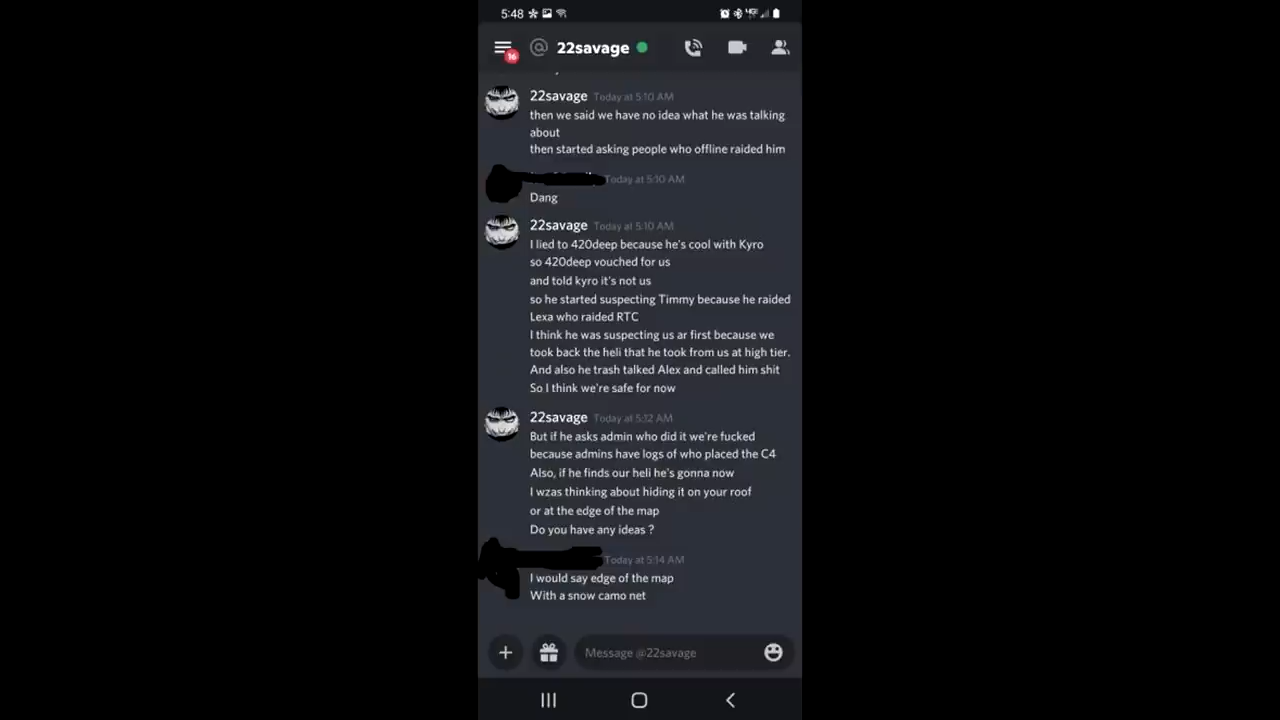 5:48
16
@ 22savage
22savage Today at 5:10 AM
then we said we have no idea what he was talking
about
then started asking people who offline raided him
Today at 5:10 AM
Dang
22savage Today at 5:10 AM
I lied to 420deep because he's cool with Kyro
so 420deep vouched for us
and told kyro it's not us
so he started suspecting Timmy because he raided
Lexa who raided RTC
I think he was suspecting us ar first because we
took back the heli that he took from us at high tier.
And also he trash talked Alex and called him shit
So I think we're safe for now
22savage Today at 5:12 AM
But if he asks admin who did it we're fucked
because admins have logs of who placed the C4
Also, if he finds our heli he's gonna now
I wzas thinking about hiding it on your roof
or at the edge of the map
Do you have any ideas ?
Today at 5:14 AM
I would say edge of the map
With a snow camo net
Message @22savage